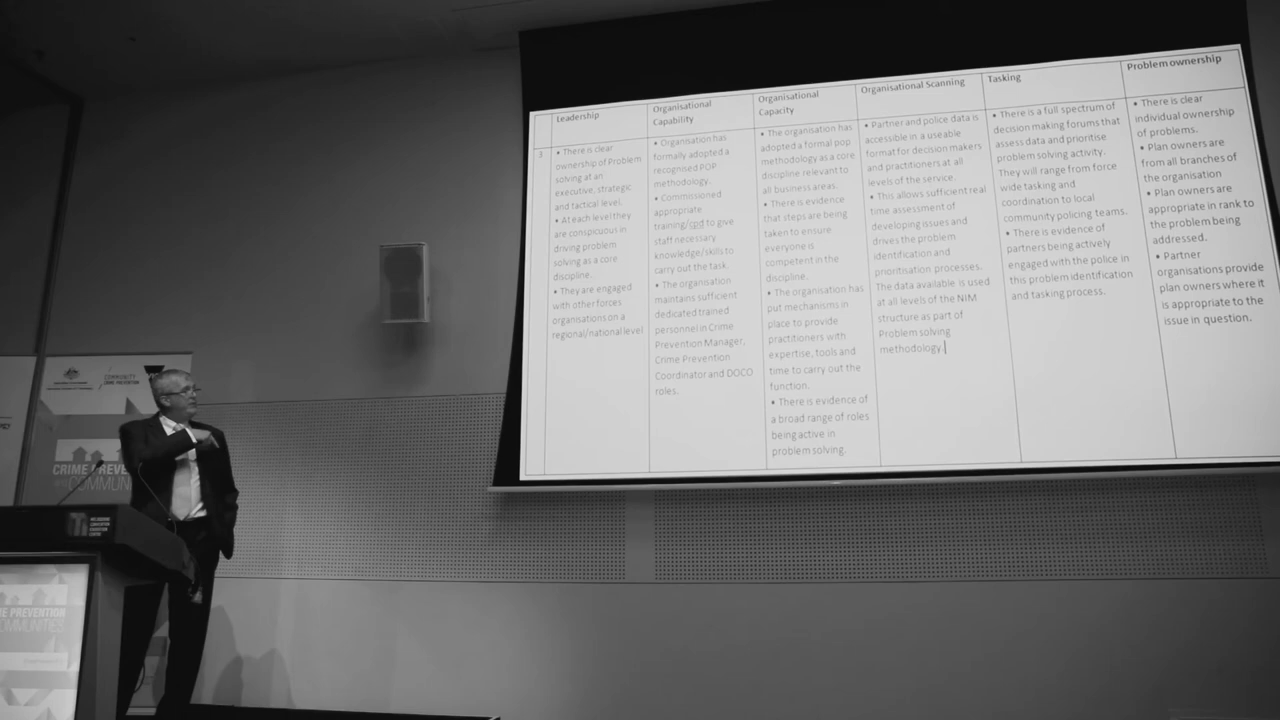 Leadership
3
• There is clear
ownership of Problem
solving at an
executive, strategic
and tactical level.
• At each level they
are conspicuous in
driving problem
solving as a core
discipline.
• They are engaged
with other forces
organisations on a
regional/national level
Organisational
Capability
• Organisation has
formally adopted a
recognised POP
methodology.
• Commissioned
appropriate
training/cpd to give
staff necessary
knowledge/skills to
carry out the task.
• The organisation
maintains sufficient
dedicated trained
personnel in Crime
Prevention Manager,
Crime Prevention
Coordinator and DOCO
roles.
Organisational
Capacity
• The organisation has
adopted a formal pop
methodology as a core
discipline relevant to
all business areas.
• There is evidence
that steps are being
taken to ensure
everyone is
competent in the
discipline.
• The organisation has
put mechanisms in
place to provide
practitioners with
expertise, tools and
time to carry out the
function.
• There is evidence of
a broad range of roles
being active in
problem solving.
Organisational Scanning
• Partner and police data is
accessible in a useable
format for decision makers
and practitioners at all
levels of the service.
• This allows sufficient real
time assessment of
developing issues and
drives the problem
identification and
prioritisation processes.
The data available is used
at all levels of the NIM
structure as part of
Problem solving
methodology.
Tasking
• There is a full spectrum of
decision making forums that
assess data and prioritise
problem solving activity.
They will range from force
wide tasking and
coordination to local
community policing teams.
• There is evidence of
partners being actively
engaged with the police in
this problem identification
and tasking process.
Problem ownership
• There is clear
individual ownership
of problems.
• Plan owners are
from all branches of
the organisation
• Plan owners are
appropriate in rank to
the problem being
addressed.
• Partner
organisations provide
plan owners where it
is appropriate to the
issue in question.
COMMUNITY
CRIME PREVENTION
CRIME PREVE
COMMUN
MELBOURNE
CONVENTION
EXHIBITION
CENTRE
E PREVENTION
MMUNITIES